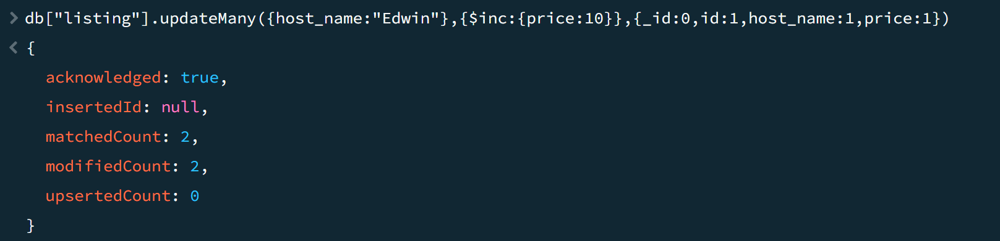 > db["listing"].updateMany({host_name:"Edwin"},{$inc:{price:10}},{_id:0,id:1,host_name:1,price:1})
< {
acknowledged: true,
insertedId: null,
matchedCount: 2,
modifiedCount: 2,
upsertedCount: 0
}